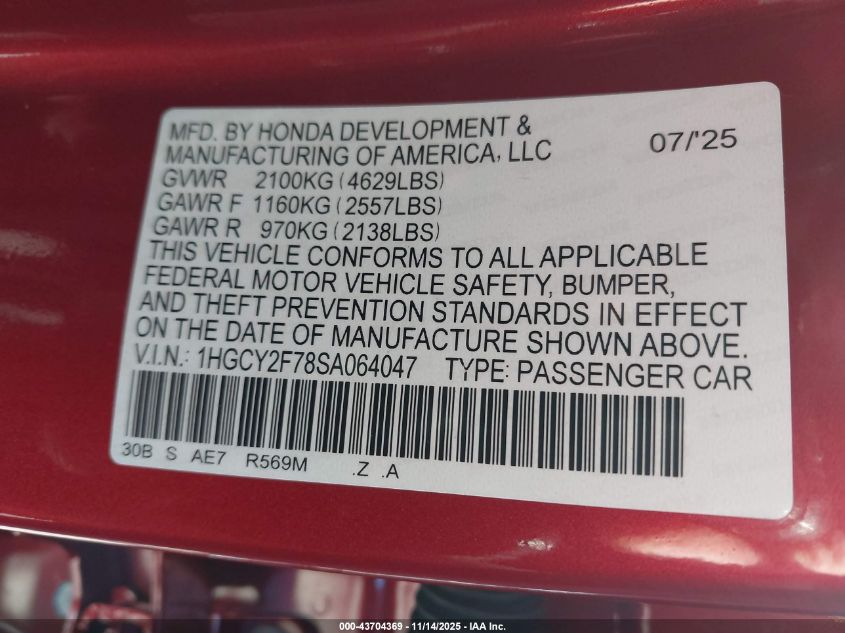 MFD. BY HONDA DEVELOPMENT &
MANUFACTURING OF AMERICA, LLC 07/'25
GVWR 2100KG (4629LBS)
GAWR F 1160KG (2557LBS)
GAWR R 970KG (2138LBS)
THIS VEHICLE CONFORMS TO ALL APPLICABLE
FEDERAL MOTOR VEHICLE SAFETY, BUMPER,
AND THEFT PREVENTION STANDARDS IN EFFECT
ON THE DATE OF MANUFACTURE SHOWN ABOVE.
V.I.N.: 1HGCY2F78SA064047 TYPE: PASSENGER CAR
30B S AE7 R569M .Z .A
000-43704369 - 11/14/2025 - IAA Inc.